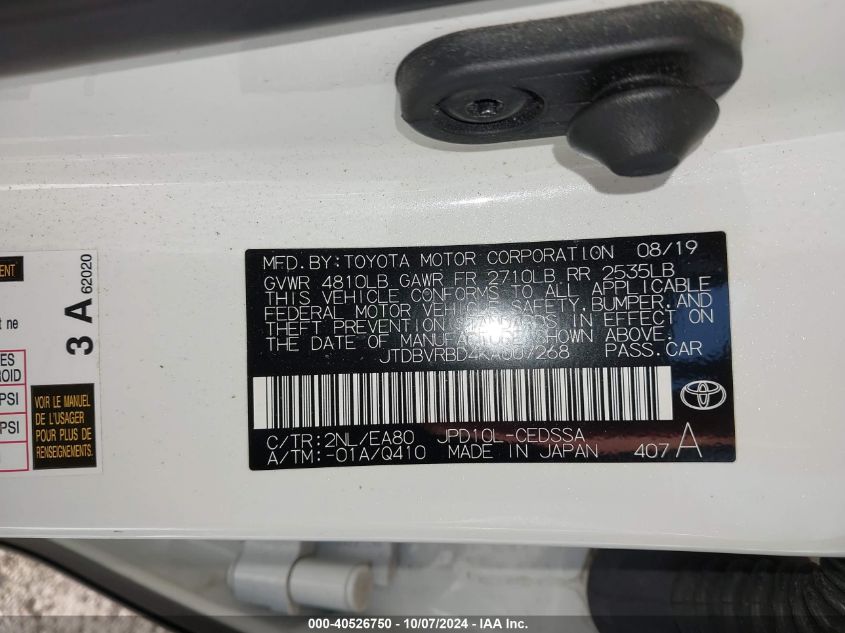 MFD.BY:TOYOTA MOTOR CORPORATION 08/19
GVWR 4810LB GAWR FR 2710LB RR 2535LB
THIS VEHICLE CONFORMS TO ALL APPLICABLE
FEDERAL MOTOR VEHICLE SAFETY, BUMPER, AND
THEFT PREVENTION STANDARDS IN EFFECT ON
THE DATE OF MANUFACTURE SHOWN ABOVE.
PASS.CAR
C/TR:2NL/EA80 JPD10L-CEDSSA
A/TM:-01A/Q410 MADE IN JAPAN 407 A
3 A 62020
ne
ES
ROID
PSI
PSI
VOIR LE MANUEL
DE L'USAGER
POUR PLUS DE
RENSEIGNEMENTS.
000-40526750 - 10/07/2024 - IAA Inc.